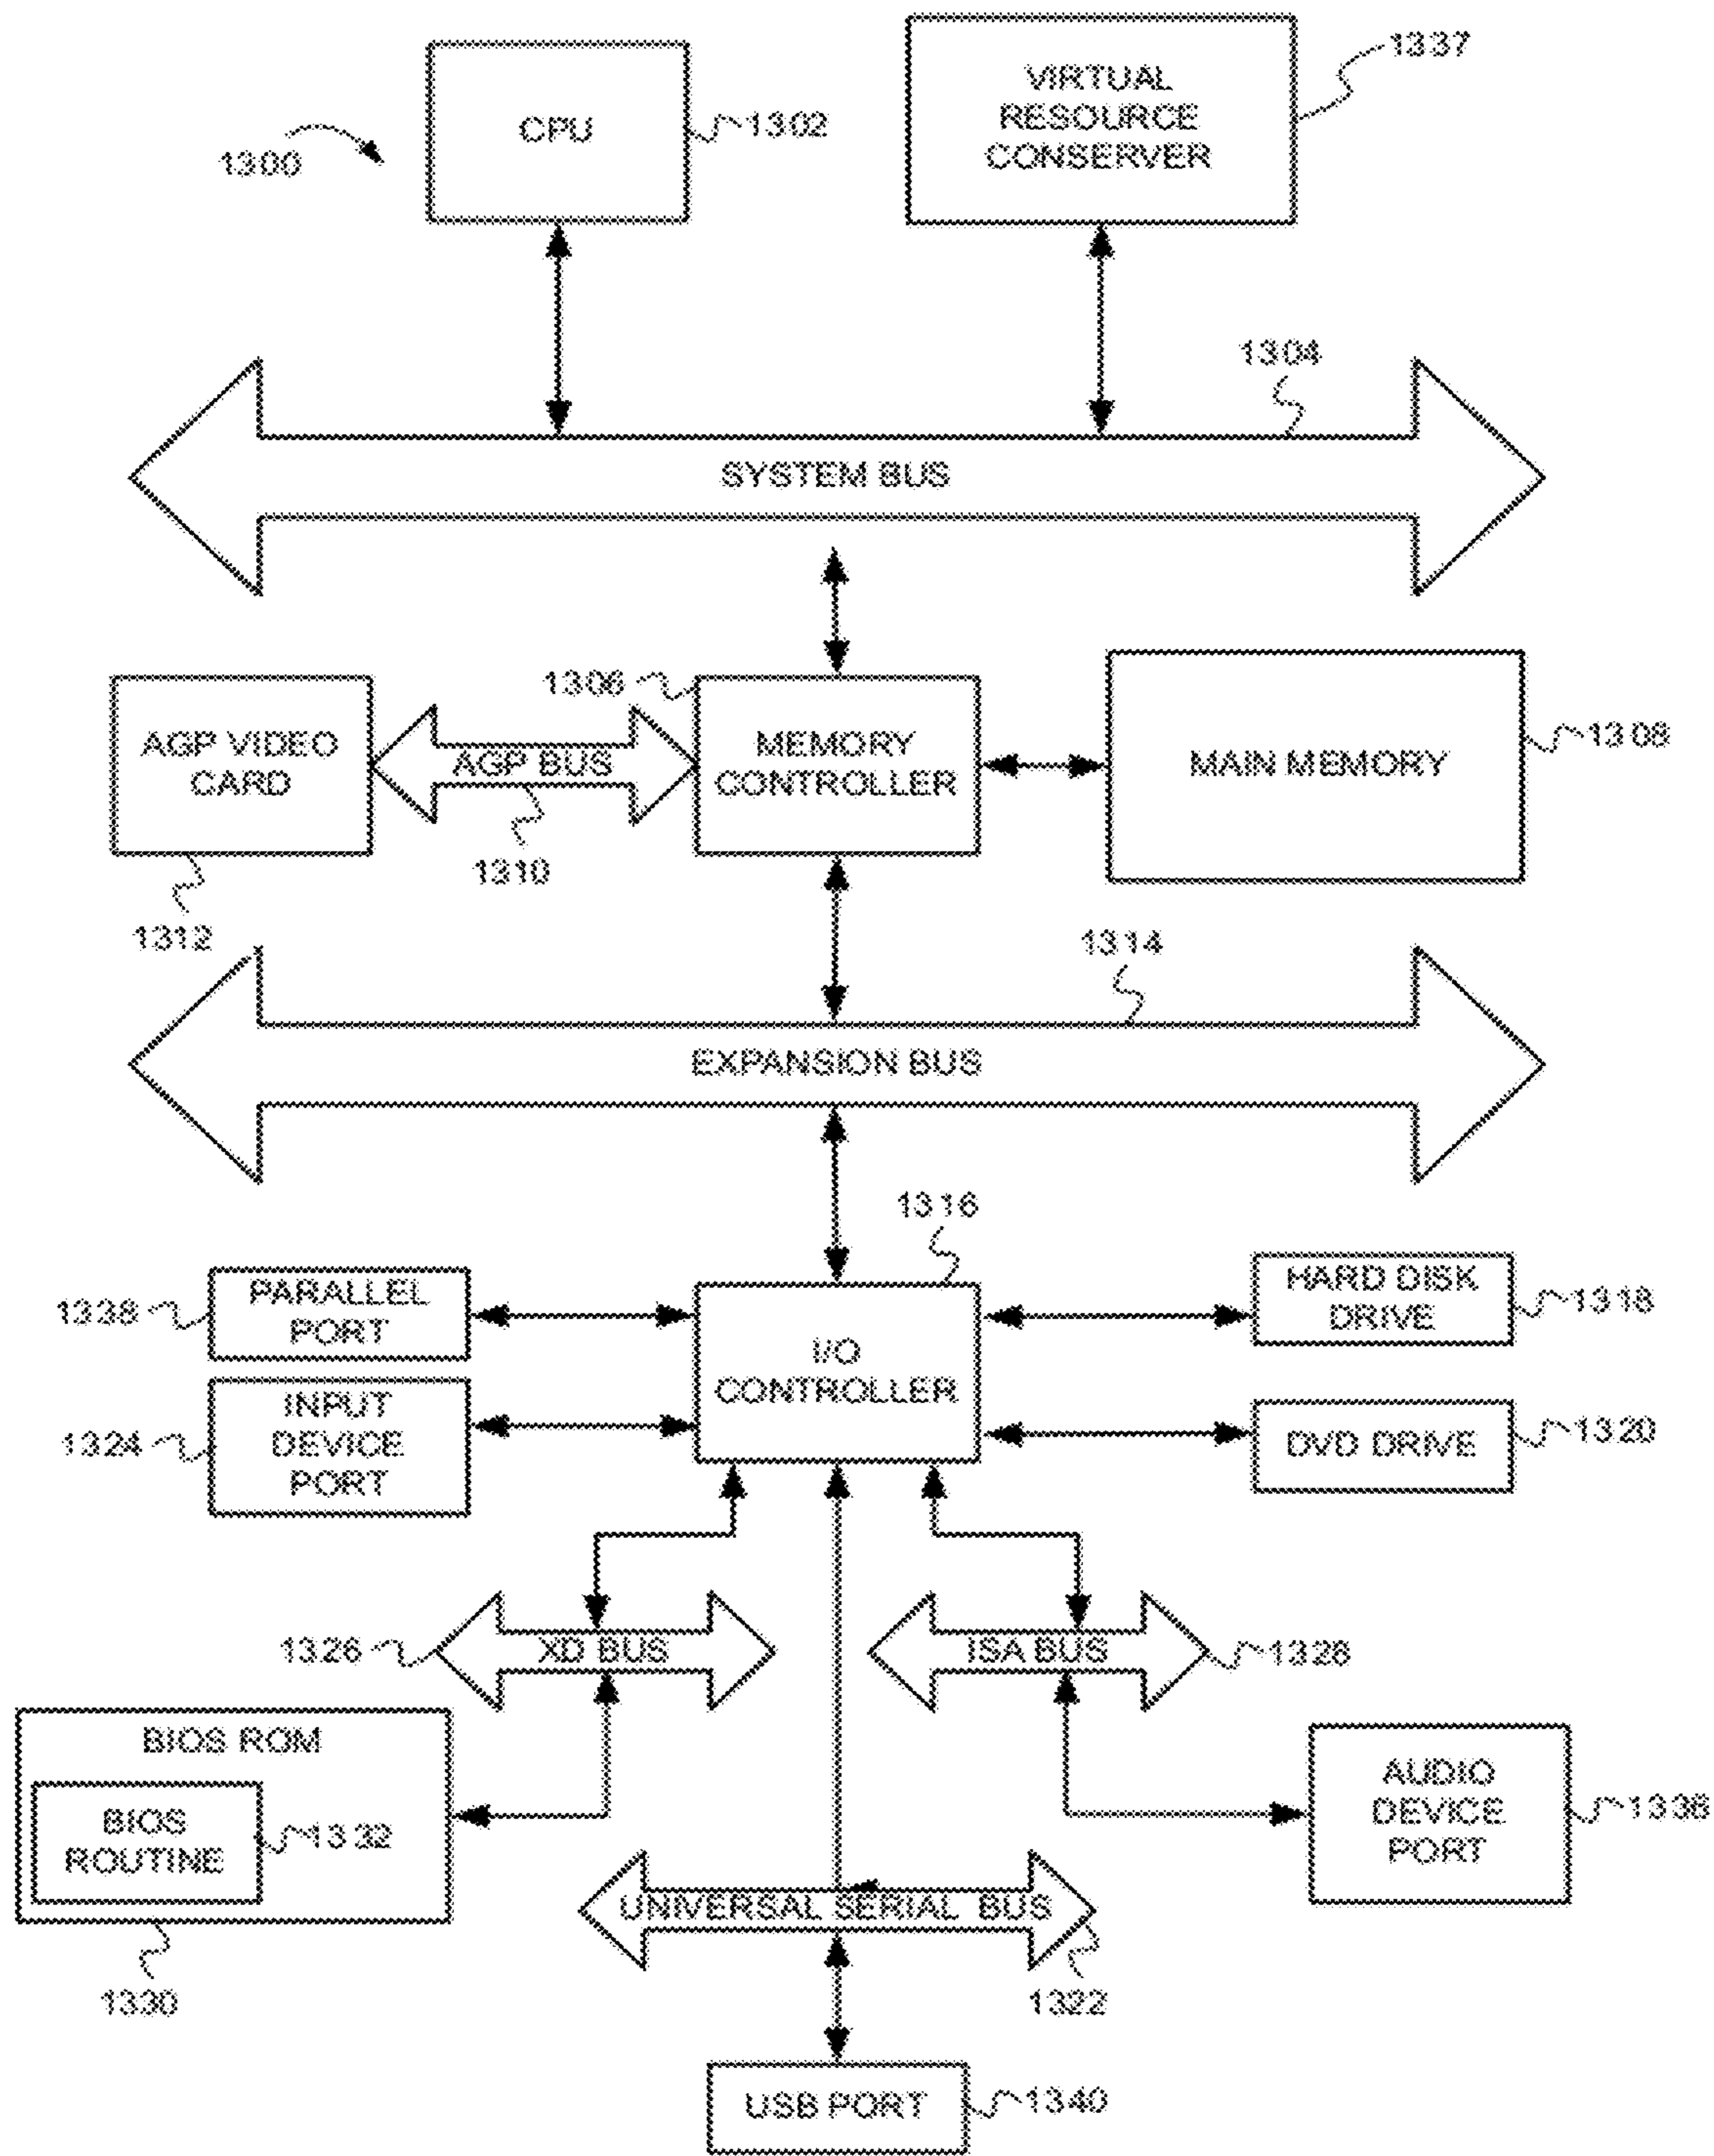 1300
CPU
1302
VIRTUAL
RESOURCE
CONSERVER
1337
1304
SYSTEM BUS
AGP VIDEO
CARD
1312
AGP BUS
1310
1306
MEMORY
CONTROLLER
MAIN MEMORY
1308
1314
EXPANSION BUS
1316
1338
PARALLEL
PORT
1324
INPUT
DEVICE
PORT
I/O
CONTROLLER
HARD DISK
DRIVE
1318
DVD DRIVE
1320
1326
XD BUS
ISA BUS
1328
BIOS ROM
BIOS
ROUTINE
1332
1330
AUDIO
DEVICE
PORT
1336
UNIVERSAL SERIAL BUS
1322
USB PORT
1340